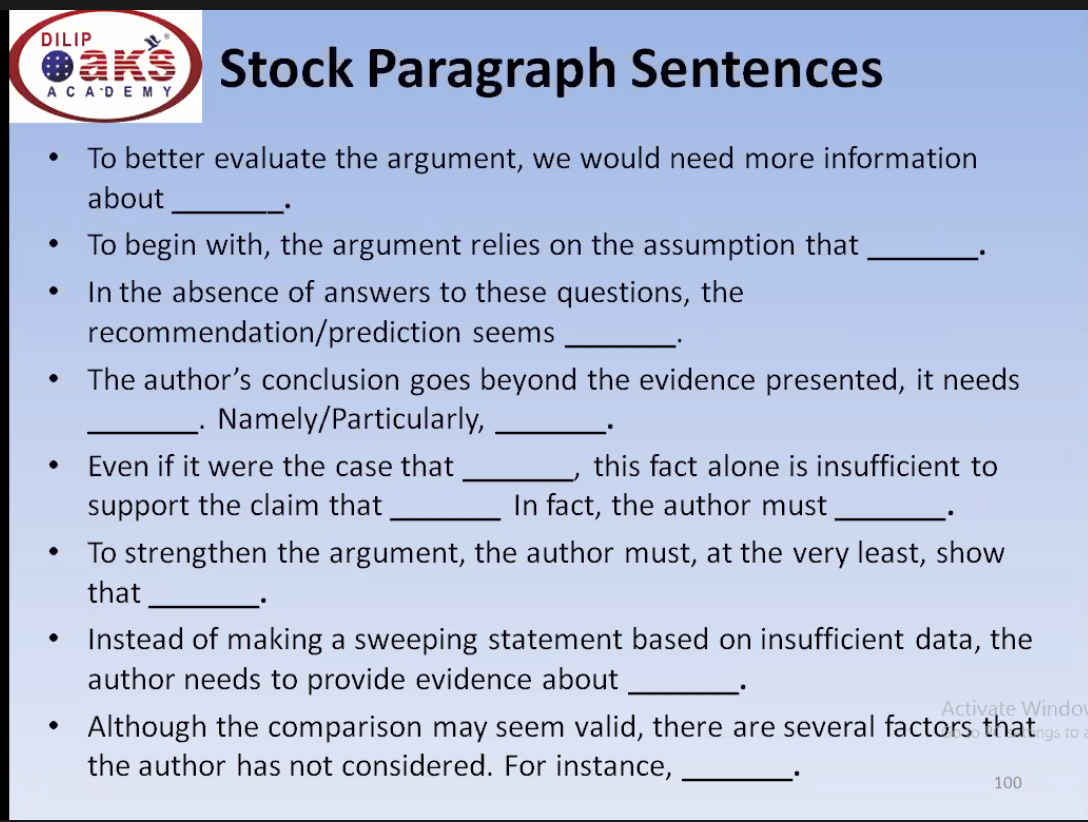 DILIP
Oaks
ACADEMY
Stock Paragraph Sentences
• To better evaluate the argument, we would need more information
about _______.
• To begin with, the argument relies on the assumption that _______.
• In the absence of answers to these questions, the
recommendation/prediction seems _______.
• The author’s conclusion goes beyond the evidence presented, it needs
_______. Namely/Particularly, _______.
• Even if it were the case that _______, this fact alone is insufficient to
support the claim that _______ In fact, the author must _______.
• To strengthen the argument, the author must, at the very least, show
that _______.
• Instead of making a sweeping statement based on insufficient data, the
author needs to provide evidence about _______.
Activate Window
• Although the comparison may seem valid, there are several factors that
Go to PC settings to a
the author has not considered. For instance, _______.
100